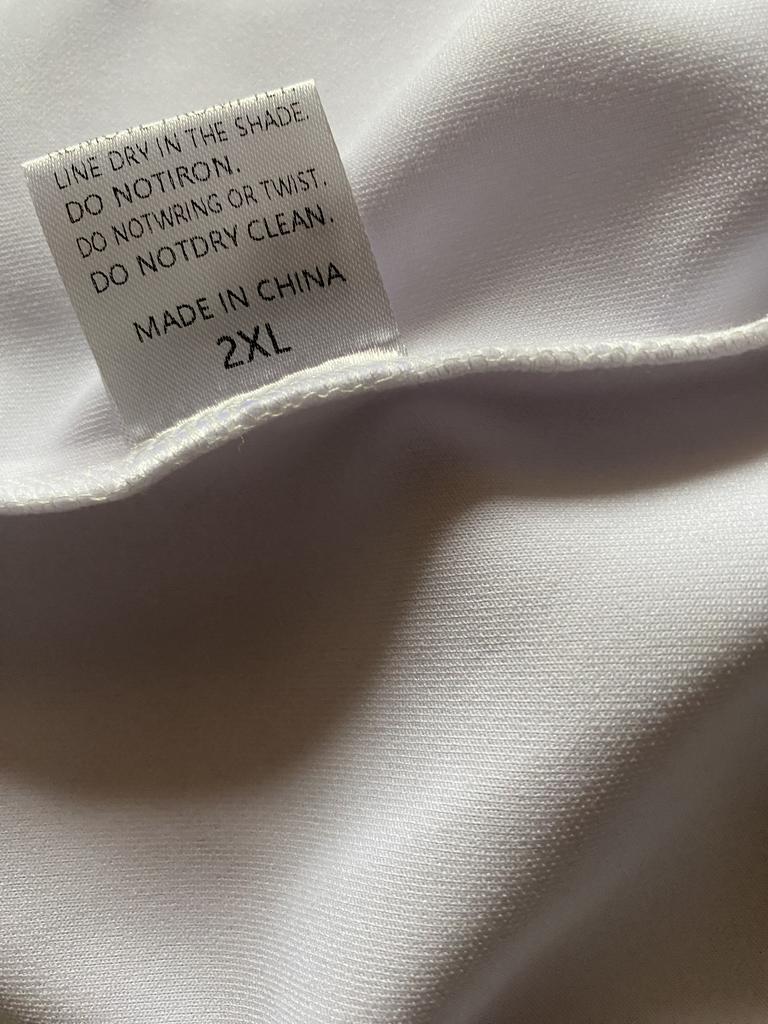 LINE DRY IN THE SHADE.
DO NOTIRON.
DO NOTWRING OR TWIST.
DO NOTDRY CLEAN.
MADE IN CHINA
2XL